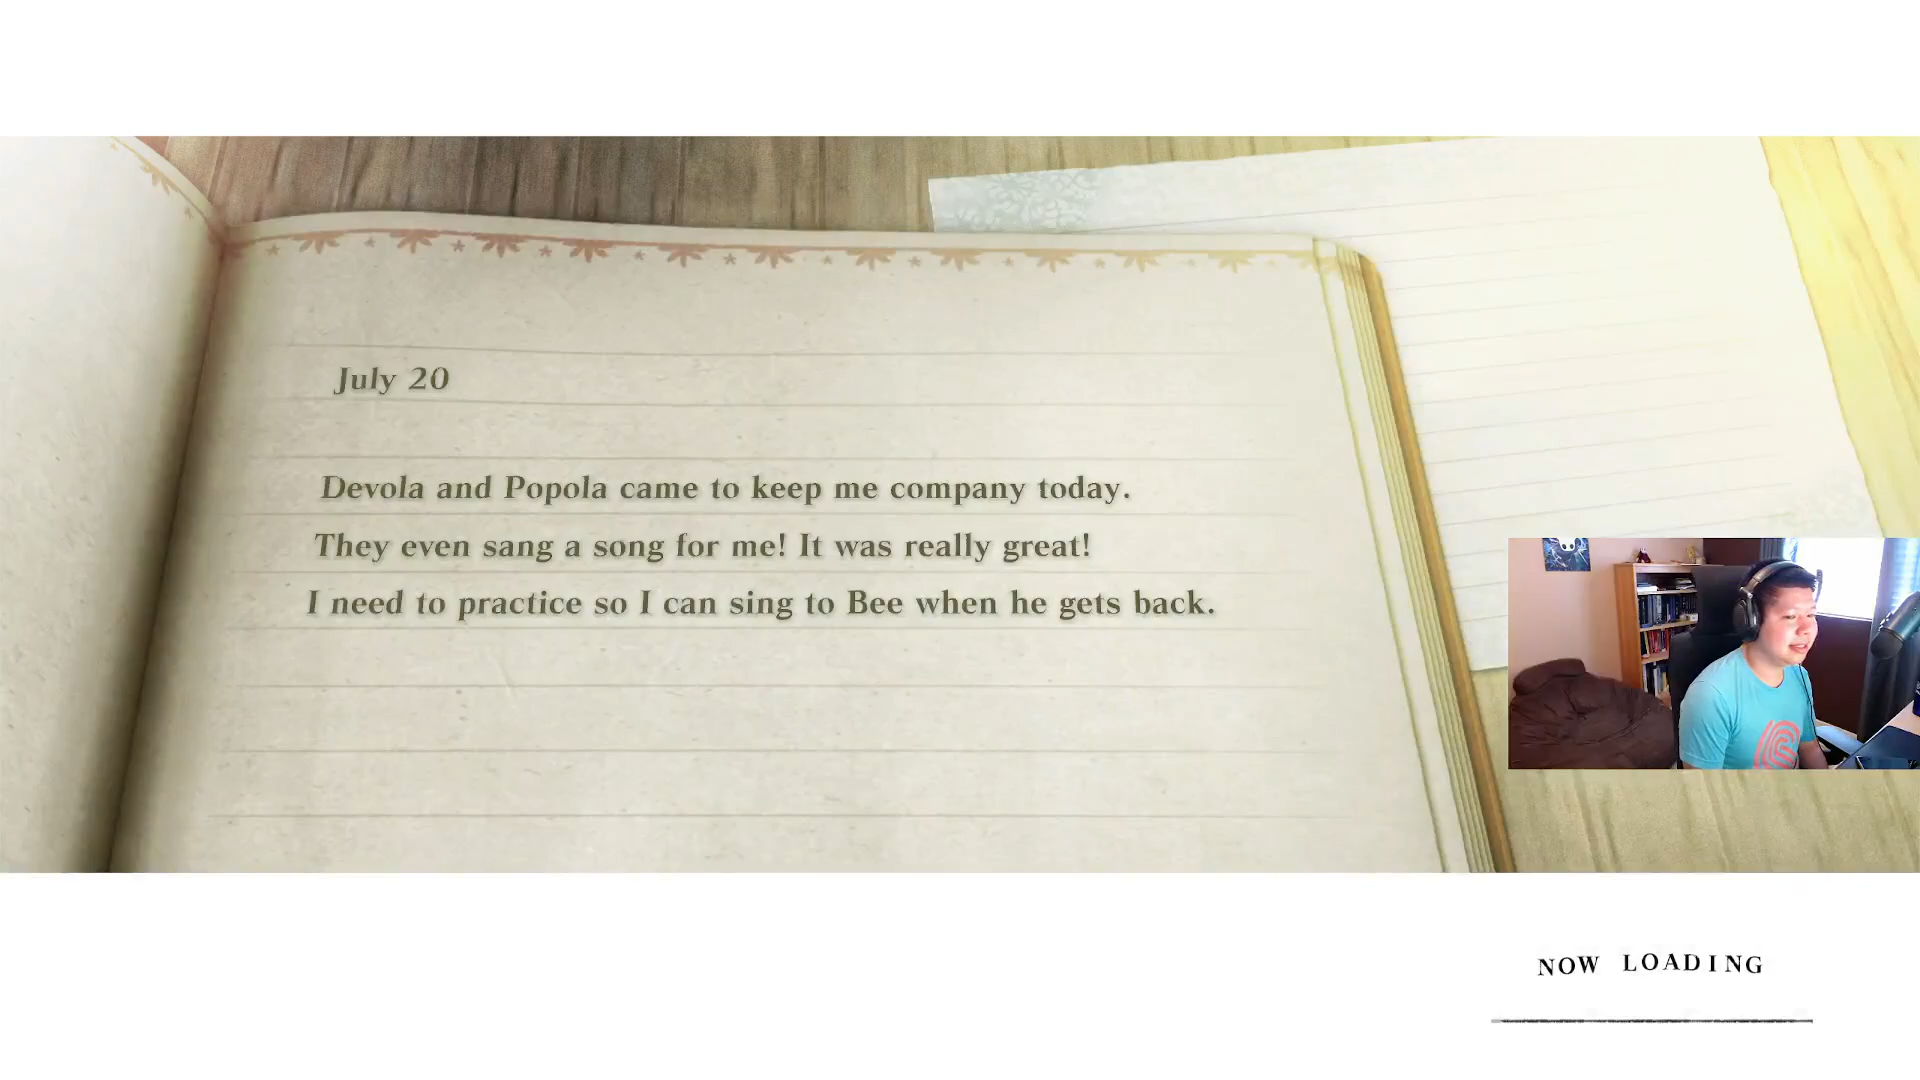 July 20
Devola and Popola came to keep me company today.
They even sang a song for me! It was really great!
I need to practice so I can sing to Bee when he gets back.
NOW LOADING